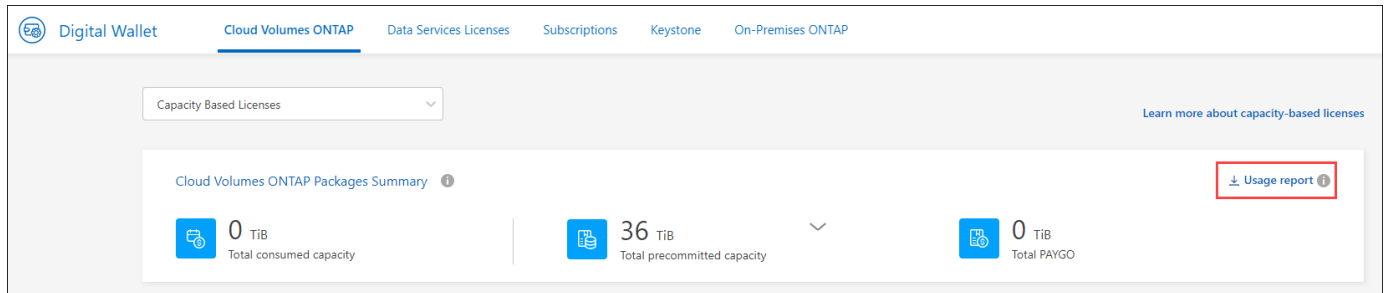 Digital Wallet
Cloud Volumes ONTAP
Data Services Licenses
Subscriptions
Keystone
On-Premises ONTAP
Capacity Based Licenses
Learn more about capacity-based licenses
Cloud Volumes ONTAP Packages Summary
Usage report
0 TiB
Total consumed capacity
36 TiB
Total precommitted capacity
0 TiB
Total PAYGO